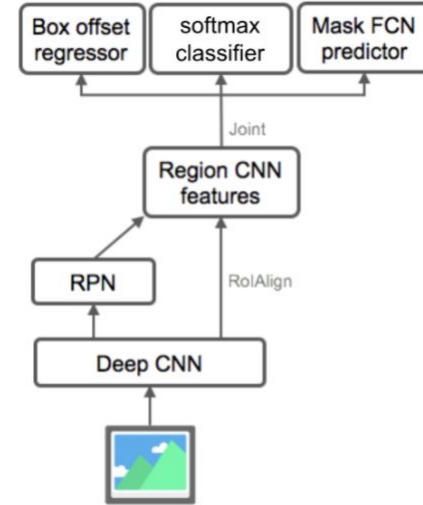 Box offset
regressor
softmax
classifier
Mask FCN
predictor
Joint
Region CNN
features
RPN
RoIAlign
Deep CNN